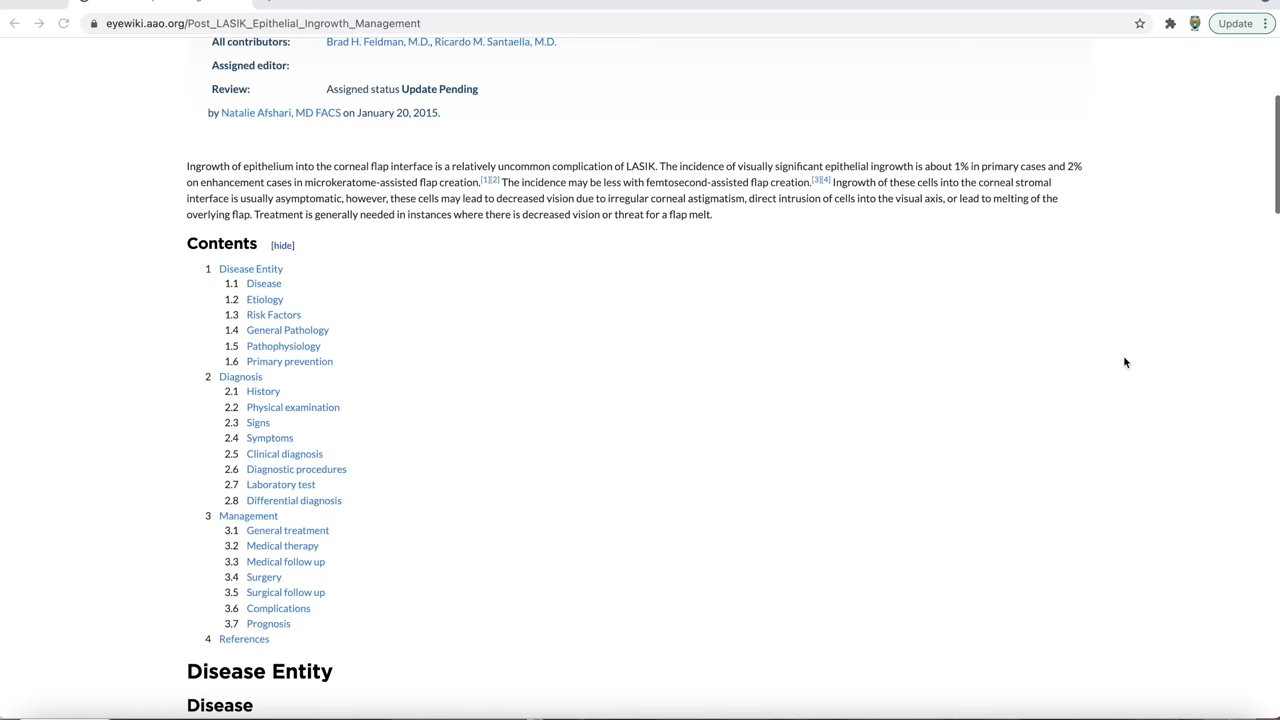 eyewiki.aao.org/Post_LASIK_Epithelial_Ingrowth_Management
Update
All contributors: Brad H. Feldman, M.D., Ricardo M. Santaella, M.D.
Assigned editor:
Review: Assigned status Update Pending
by Natalie Afshari, MD FACS on January 20, 2015.
Ingrowth of epithelium into the corneal flap interface is a relatively uncommon complication of LASIK. The incidence of visually significant epithelial ingrowth is about 1% in primary cases and 2%
on enhancement cases in microkeratome-assisted flap creation.[1][2] The incidence may be less with femtosecond-assisted flap creation.[3][4] Ingrowth of these cells into the corneal stromal
interface is usually asymptomatic, however, these cells may lead to decreased vision due to irregular corneal astigmatism, direct intrusion of cells into the visual axis, or lead to melting of the
overlying flap. Treatment is generally needed in instances where there is decreased vision or threat for a flap melt.
Contents [hide]
1 Disease Entity
1.1 Disease
1.2 Etiology
1.3 Risk Factors
1.4 General Pathology
1.5 Pathophysiology
1.6 Primary prevention
2 Diagnosis
2.1 History
2.2 Physical examination
2.3 Signs
2.4 Symptoms
2.5 Clinical diagnosis
2.6 Diagnostic procedures
2.7 Laboratory test
2.8 Differential diagnosis
3 Management
3.1 General treatment
3.2 Medical therapy
3.3 Medical follow up
3.4 Surgery
3.5 Surgical follow up
3.6 Complications
3.7 Prognosis
4 References
Disease Entity
Disease